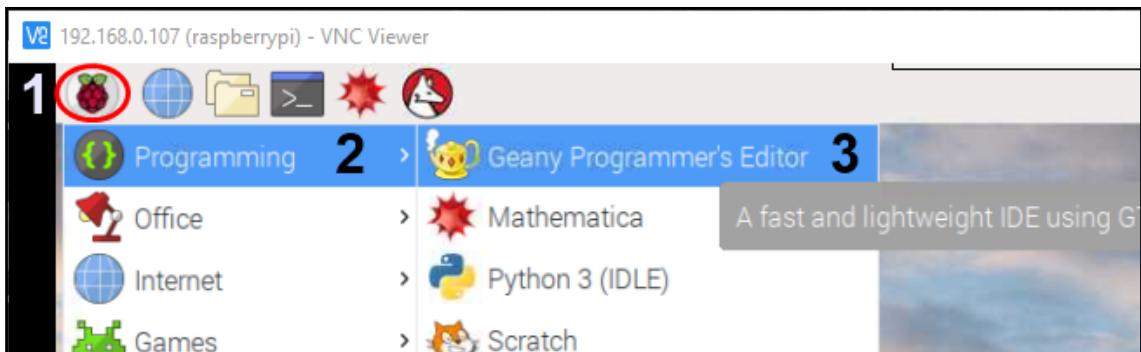 V2 192.168.0.107 (raspberrypi) - VNC Viewer
1
>_
Programming 2 > Geany Programmer's Editor 3
Office > Mathematica
A fast and lightweight IDE using G
Internet > Python 3 (IDLE)
Games > Scratch